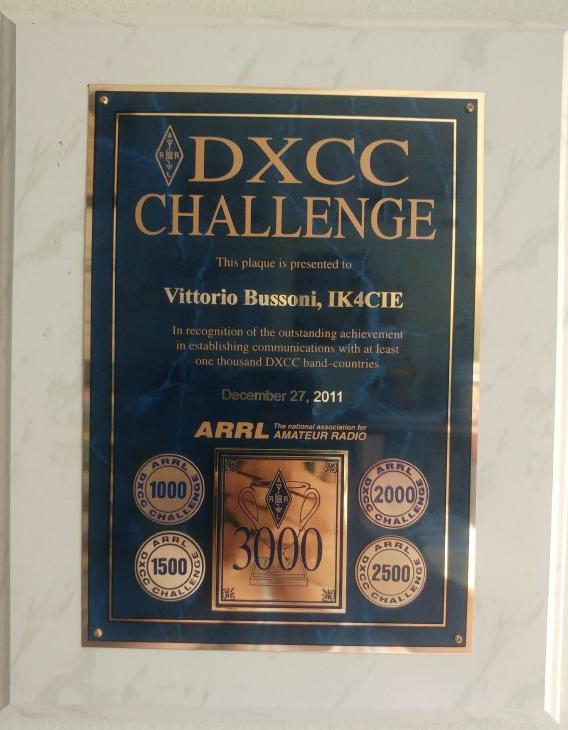 DXCC
CHALLENGE
This plaque is presented to
Vittorio Bussoni, IK4CIE
In recognition of the outstanding achievement
in establishing communications with at least
one thousand DXCC band-countries
December 27, 2011
ARRL The national association for
AMATEUR RADIO
ARRL
1000
DXCC CHALLENGE
ARRL
2000
DXCC CHALLENGE
A
R R
L
3000
ARRL
1500
DXCC CHALLENGE
ARRL
2500
DXCC CHALLENGE